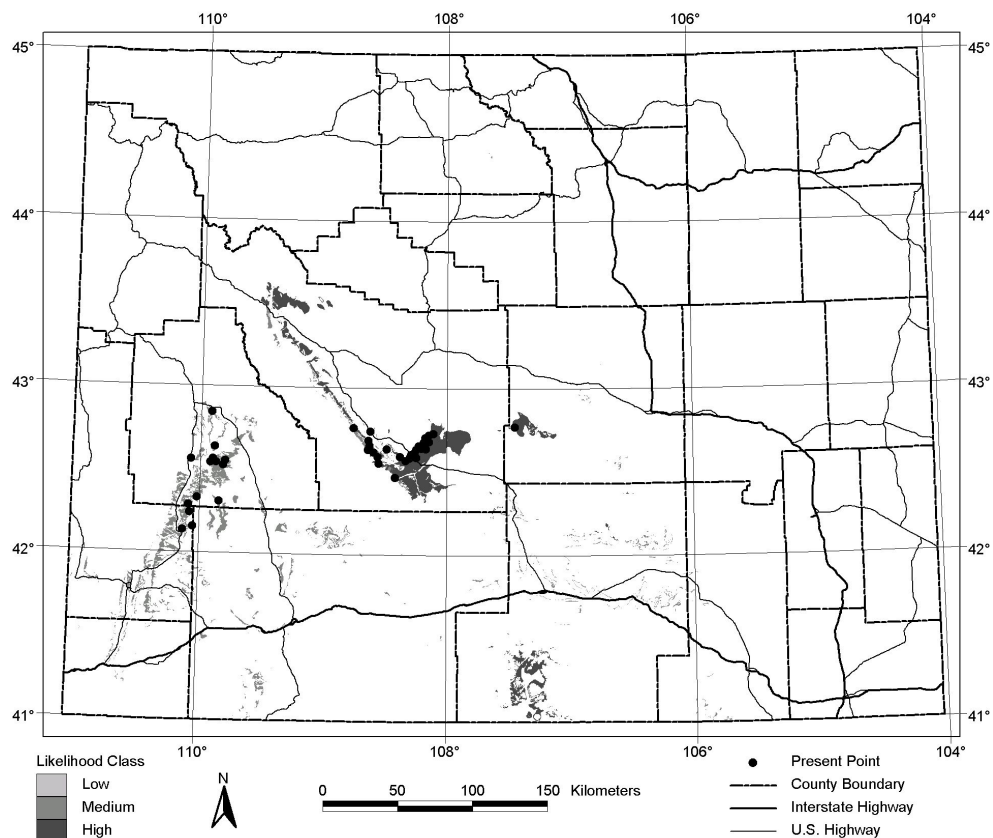 110° 108° 106° 104°
45° 45°
44° 44°
43° 43°
42° 42°
41° 41°
110° 108° 106° 104°
Likelihood Class
Low
Medium
High
N
0 50 100 150 Kilometers
Present Point
County Boundary
Interstate Highway
U.S. Highway